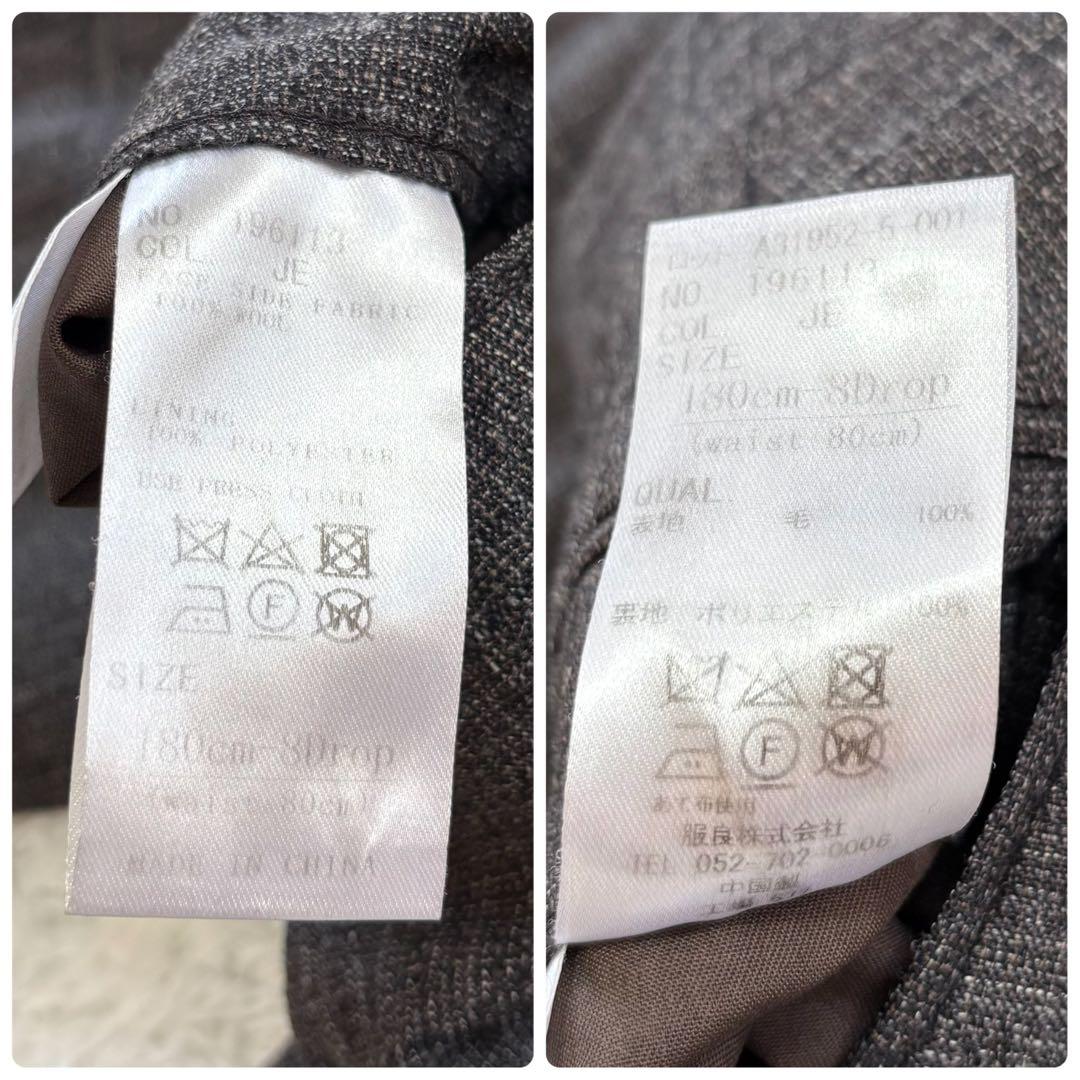 NO. 196113
COL. JE
FACE SIDE FABRIC
100% WOOL
LINING
100% POLYESTER
USE PRESS CLOTH
F
W
SIZE
180cm-8Drop
(waist 80cm)
MADE IN CHINA
ロット A31952-5-001
NO. 196113
COL. JE
SIZE
180cm-8Drop
(waist 80cm)
QUAL.
表地 毛 100%
裏地 ポリエステル 100%
F
W
あて布使用
服良株式会社
TEL 052-702-0006
中国製